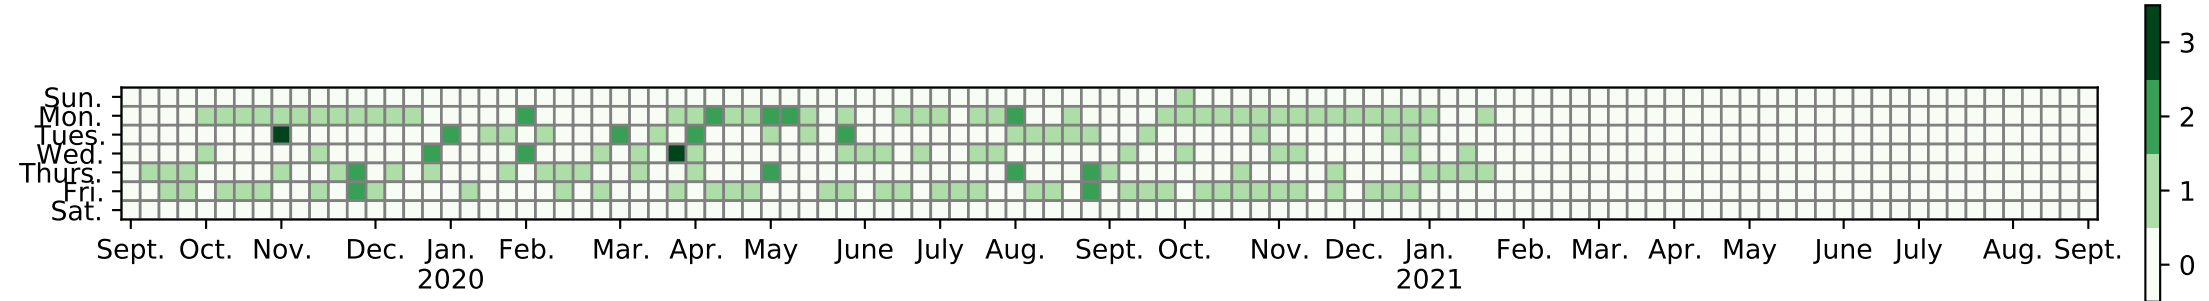 Sun.
Mon.
Tues.
Wed.
Thurs.
Fri.
Sat.
Sept. Oct. Nov. Dec. Jan. Feb. Mar. Apr. May June July Aug. Sept. Oct. Nov. Dec. Jan. Feb. Mar. Apr. May June July Aug. Sept.
2020 2021
3
2
1
0